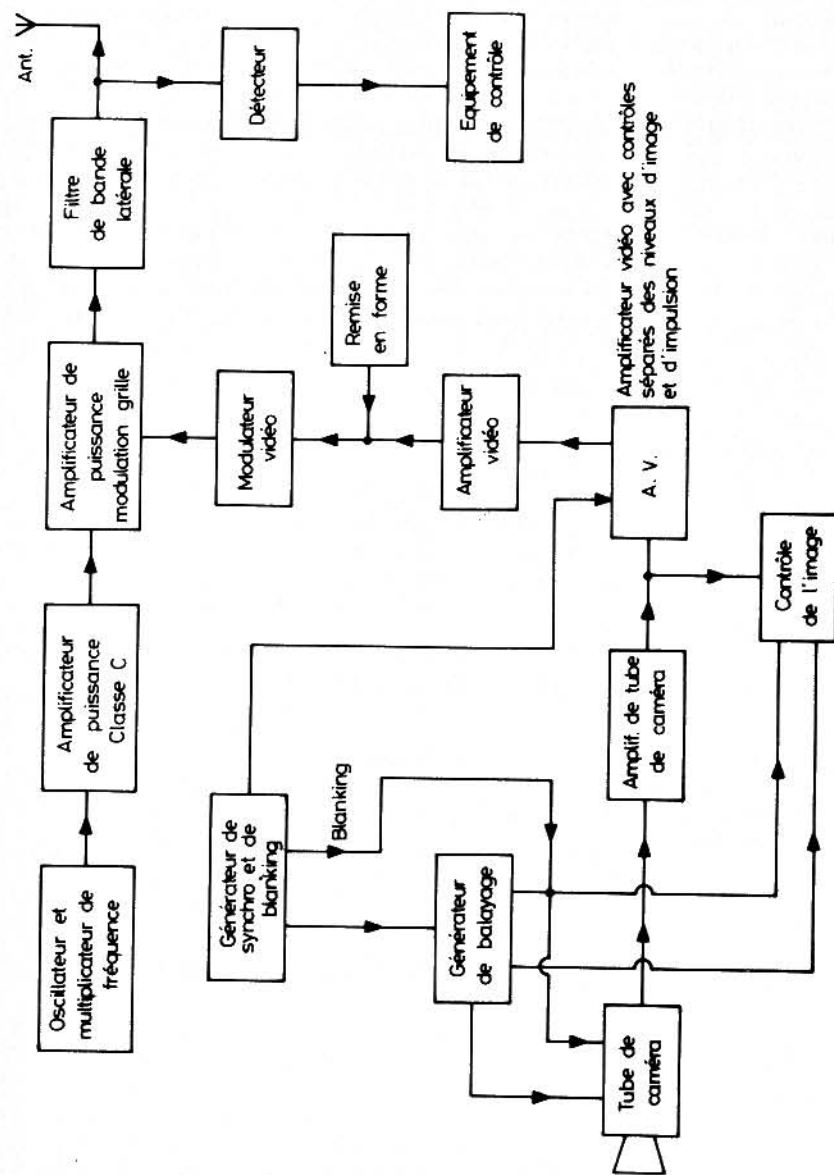 Oscillateur et
multiplicateur de
fréquence
Amplificateur
de puissance
Classe C
Amplificateur de
puissance
modulation grille
Filtre
de bande
latérale
Ant.
Détecteur
Equipement
de contrôle
Générateur de
synchro et de
blanking
Blanking
Générateur
de balayage
Modulateur
vidéo
Remise
en forme
Amplificateur
vidéo
Tube de
caméra
Amplif. de tube
de caméra
A. V.
Amplificateur vidéo avec contrôles
séparés des niveaux d'image
et d'impulsion
Contrôle
de l'image